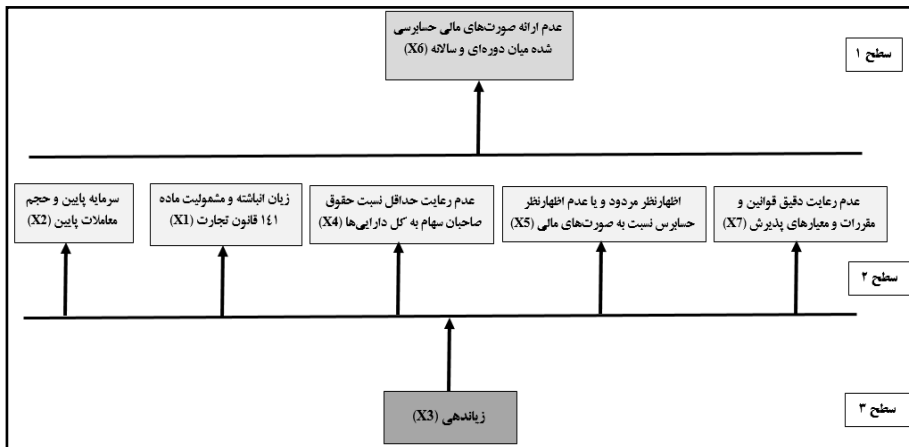 عدم ارائه صورت‌های مالی حسابرسی
شده میان دوره‌ای و سالانه (X6)
سطح ۱
عدم رعایت دقیق قوانین و
مقررات و معیارهای پذیرش (X7)
اظهارنظر مردود و یا عدم اظهارنظر
حسابرس نسبت به صورت‌های مالی (X5)
عدم رعایت حداقل نسبت حقوق
صاحبان سهام به کل دارایی‌ها (X4)
زیان انباشته و مشمولیت ماده
۱٤۱ قانون تجارت (X1)
سرمایه پایین و حجم
معاملات پایین (X2)
سطح ۲
زیاندهی (X3)
سطح ۳